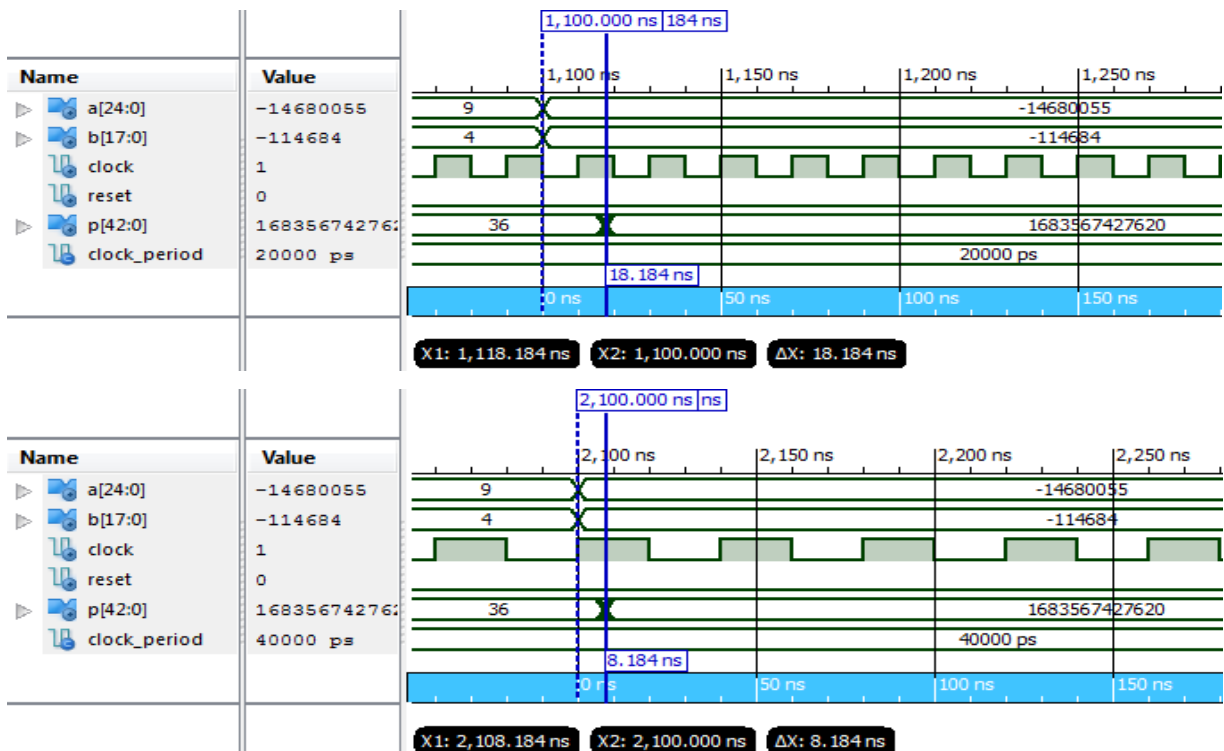 1,100.000 ns 184 ns
Name Value 1,100 ns 1,150 ns 1,200 ns 1,250 ns
a[24:0] -14680055 9 -14680055
b[17:0] -114684 4 -114684
clock 1
reset 0
p[42:0] 168356742762 36 1683567427620
clock_period 20000 ps 20000 ps
18.184 ns
0 ns 50 ns 100 ns 150 ns
X1: 1,118.184 ns X2: 1,100.000 ns ΔX: 18.184 ns
2,100.000 ns ns
Name Value 2,100 ns 2,150 ns 2,200 ns 2,250 ns
a[24:0] -14680055 9 -14680055
b[17:0] -114684 4 -114684
clock 1
reset 0
p[42:0] 168356742762 36 1683567427620
clock_period 40000 ps 40000 ps
8.184 ns
0 ns 50 ns 100 ns 150 ns
X1: 2,108.184 ns X2: 2,100.000 ns ΔX: 8.184 ns